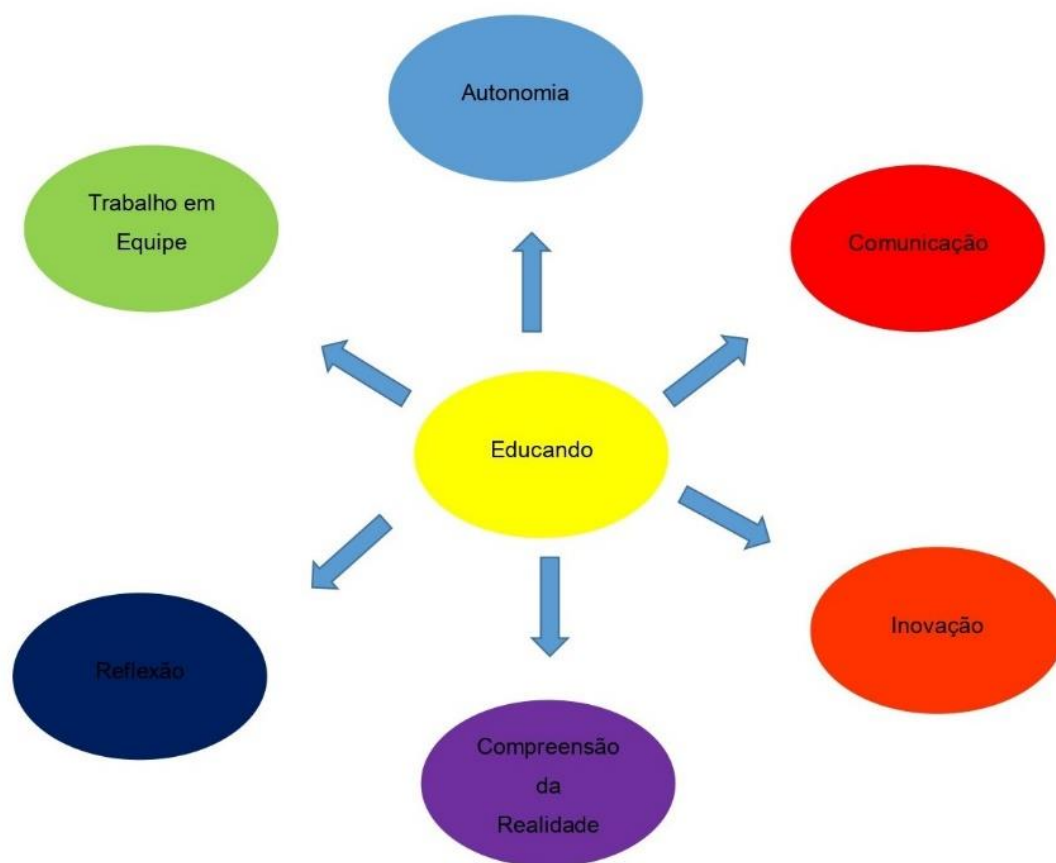 Autonomia
Trabalho em
Equipe
Comunicação
Educando
Inovação
Reflexão
Compreensão
da
Realidade